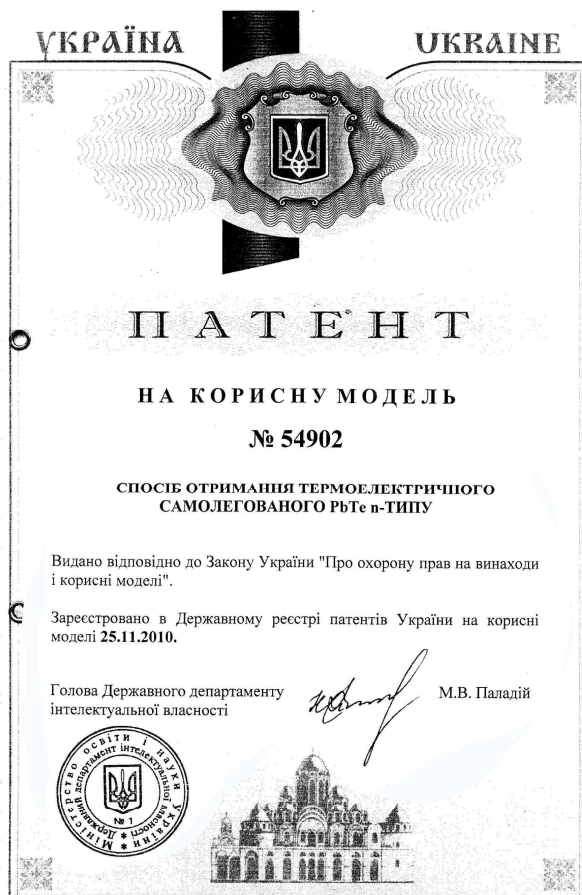 УКРАЇНА
UKRAINE
ПАТЕНТ
НА КОРИСНУ МОДЕЛЬ
№ 54902
СПОСІБ ОТРИМАННЯ ТЕРМОЕЛЕКТРИЧНОГО
САМОЛЕГОВАНОГО PbTe n-ТИПУ
Видано відповідно до Закону України "Про охорону прав на винаходи
і корисні моделі".
Зареєстровано в Державному реєстрі патентів України на корисні
моделі 25.11.2010.
Голова Державного департаменту
інтелектуальної власності
М.В. Паладій
Міністерство освіти і науки України
Державний департамент інтелектуальної власності
№ 1